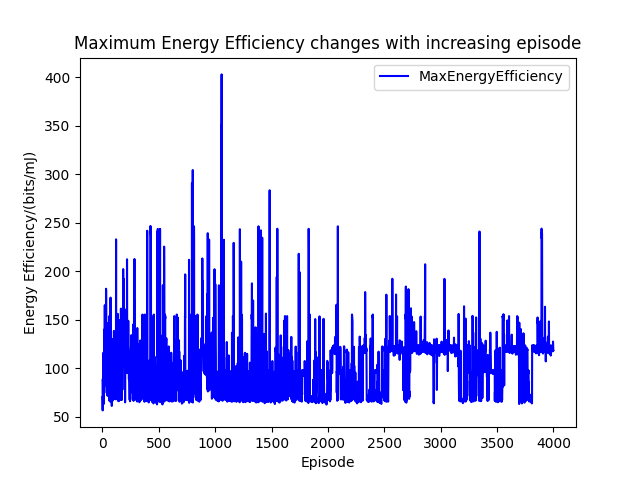 Maximum Energy Efficiency changes with increasing episode
MaxEnergyEfficiency
Energy Efficiency/(bits/mJ)
400
350
300
250
200
150
100
50
0 500 1000 1500 2000 2500 3000 3500 4000
Episode